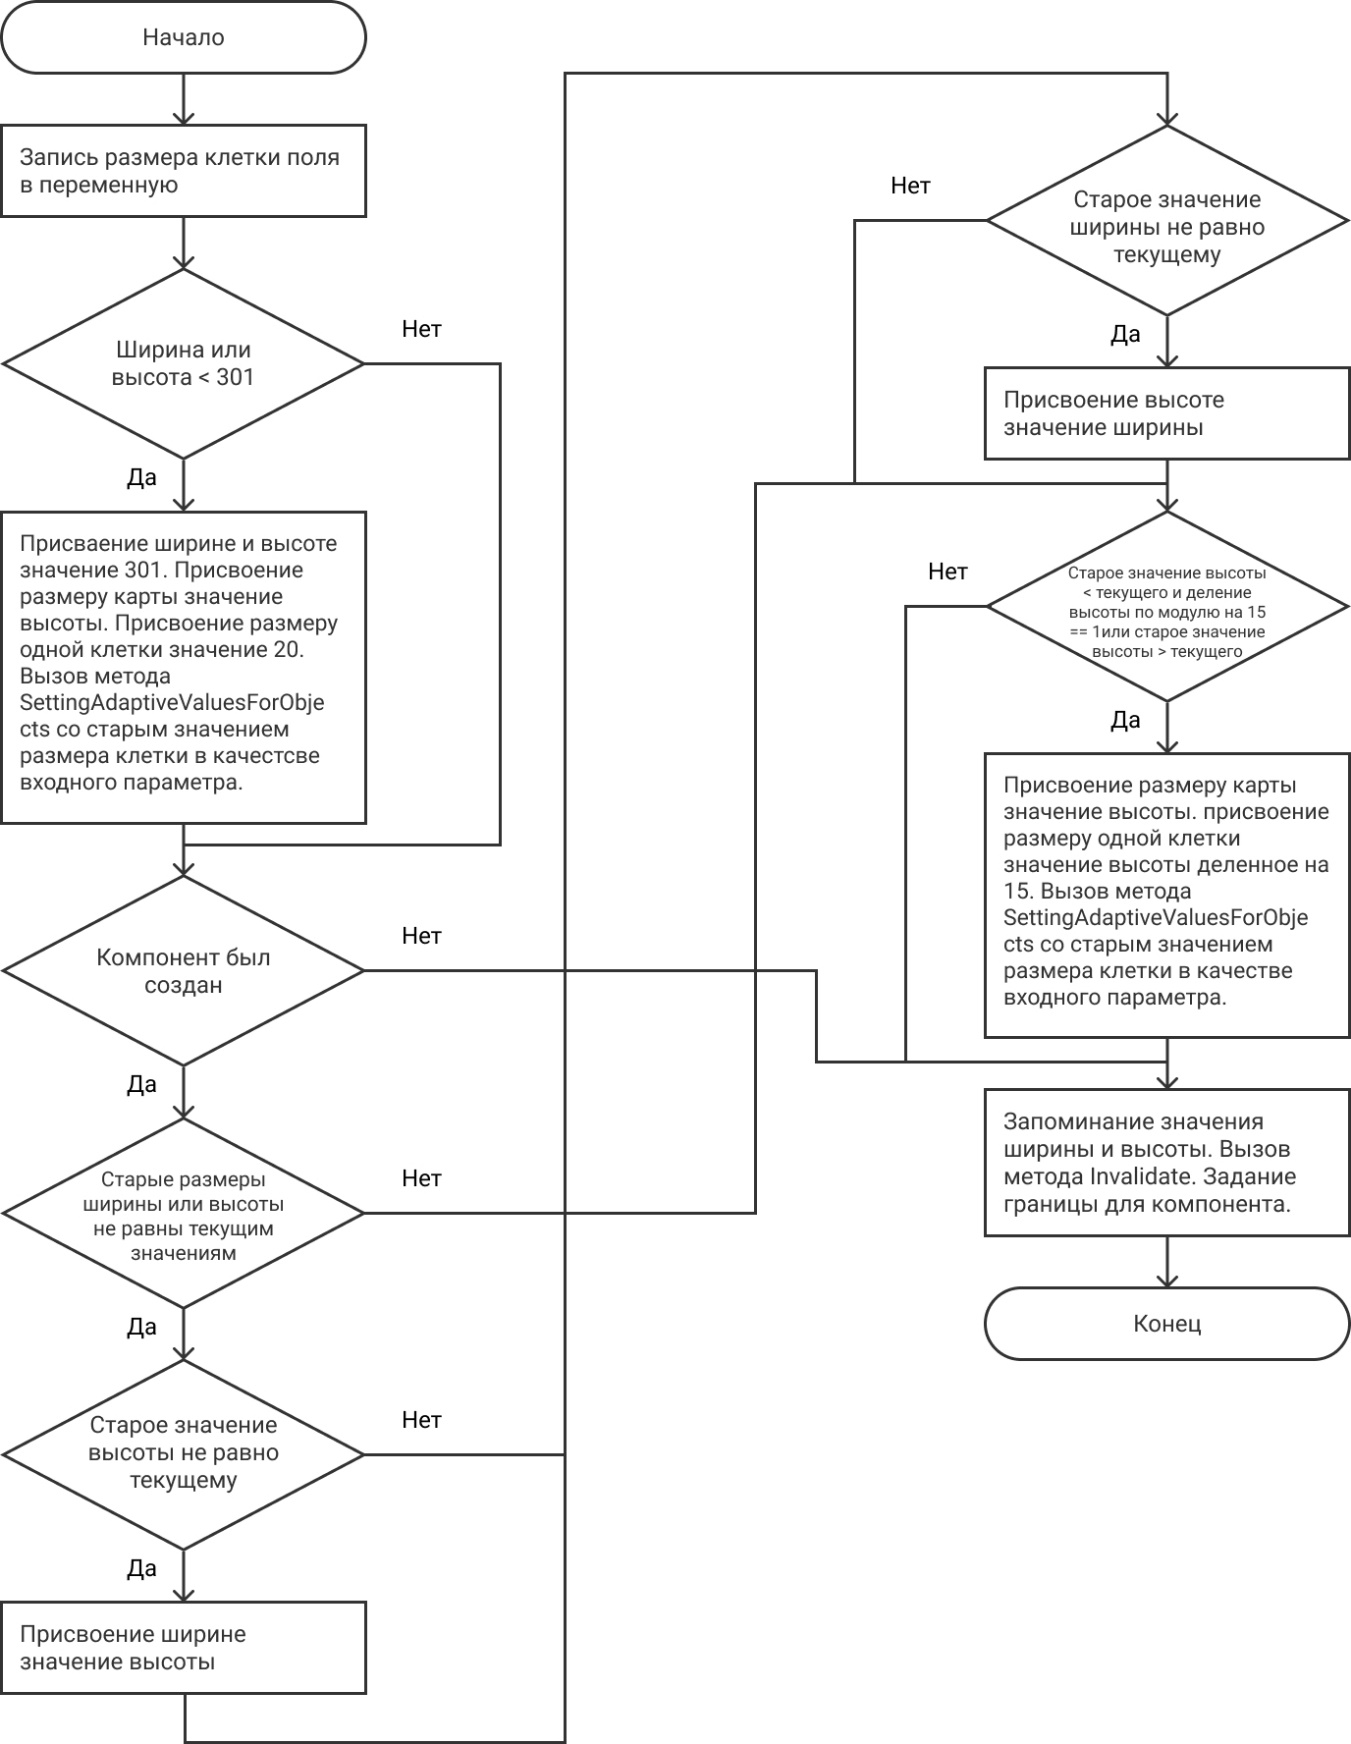 Начало
Запись размера клетки поля
в переменную
Ширина или
высота < 301
Нет
Да
Присваение ширине и высоте
значение 301. Присвоение
размеру карты значение
высоты. Присвоение размеру
одной клетки значение 20.
Вызов метода
SettingAdaptiveValuesForObje
cts со старым значением
размера клетки в качестсве
входного параметра.
Компонент был
создан
Нет
Да
Старые размеры
ширины или высоты
не равны текущим
значениям
Нет
Да
Старое значение
высоты не равно
текущему
Нет
Да
Присвоение ширине
значение высоты
Нет
Старое значение
ширины не равно
текущему
Да
Присвоение высоте
значение ширины
Нет
Старое значение высоты
< текущего и деление
высоты по модулю на 15
== 1или старое значение
высоты > текущего
Да
Присвоение размеру карты
значение высоты. присвоение
размеру одной клетки
значение высоты деленное на
15. Вызов метода
SettingAdaptiveValuesForObje
cts со старым значением
размера клетки в качестве
входного параметра.
Запоминание значения
ширины и высоты. Вызов
метода Invalidate. Задание
границы для компонента.
Конец